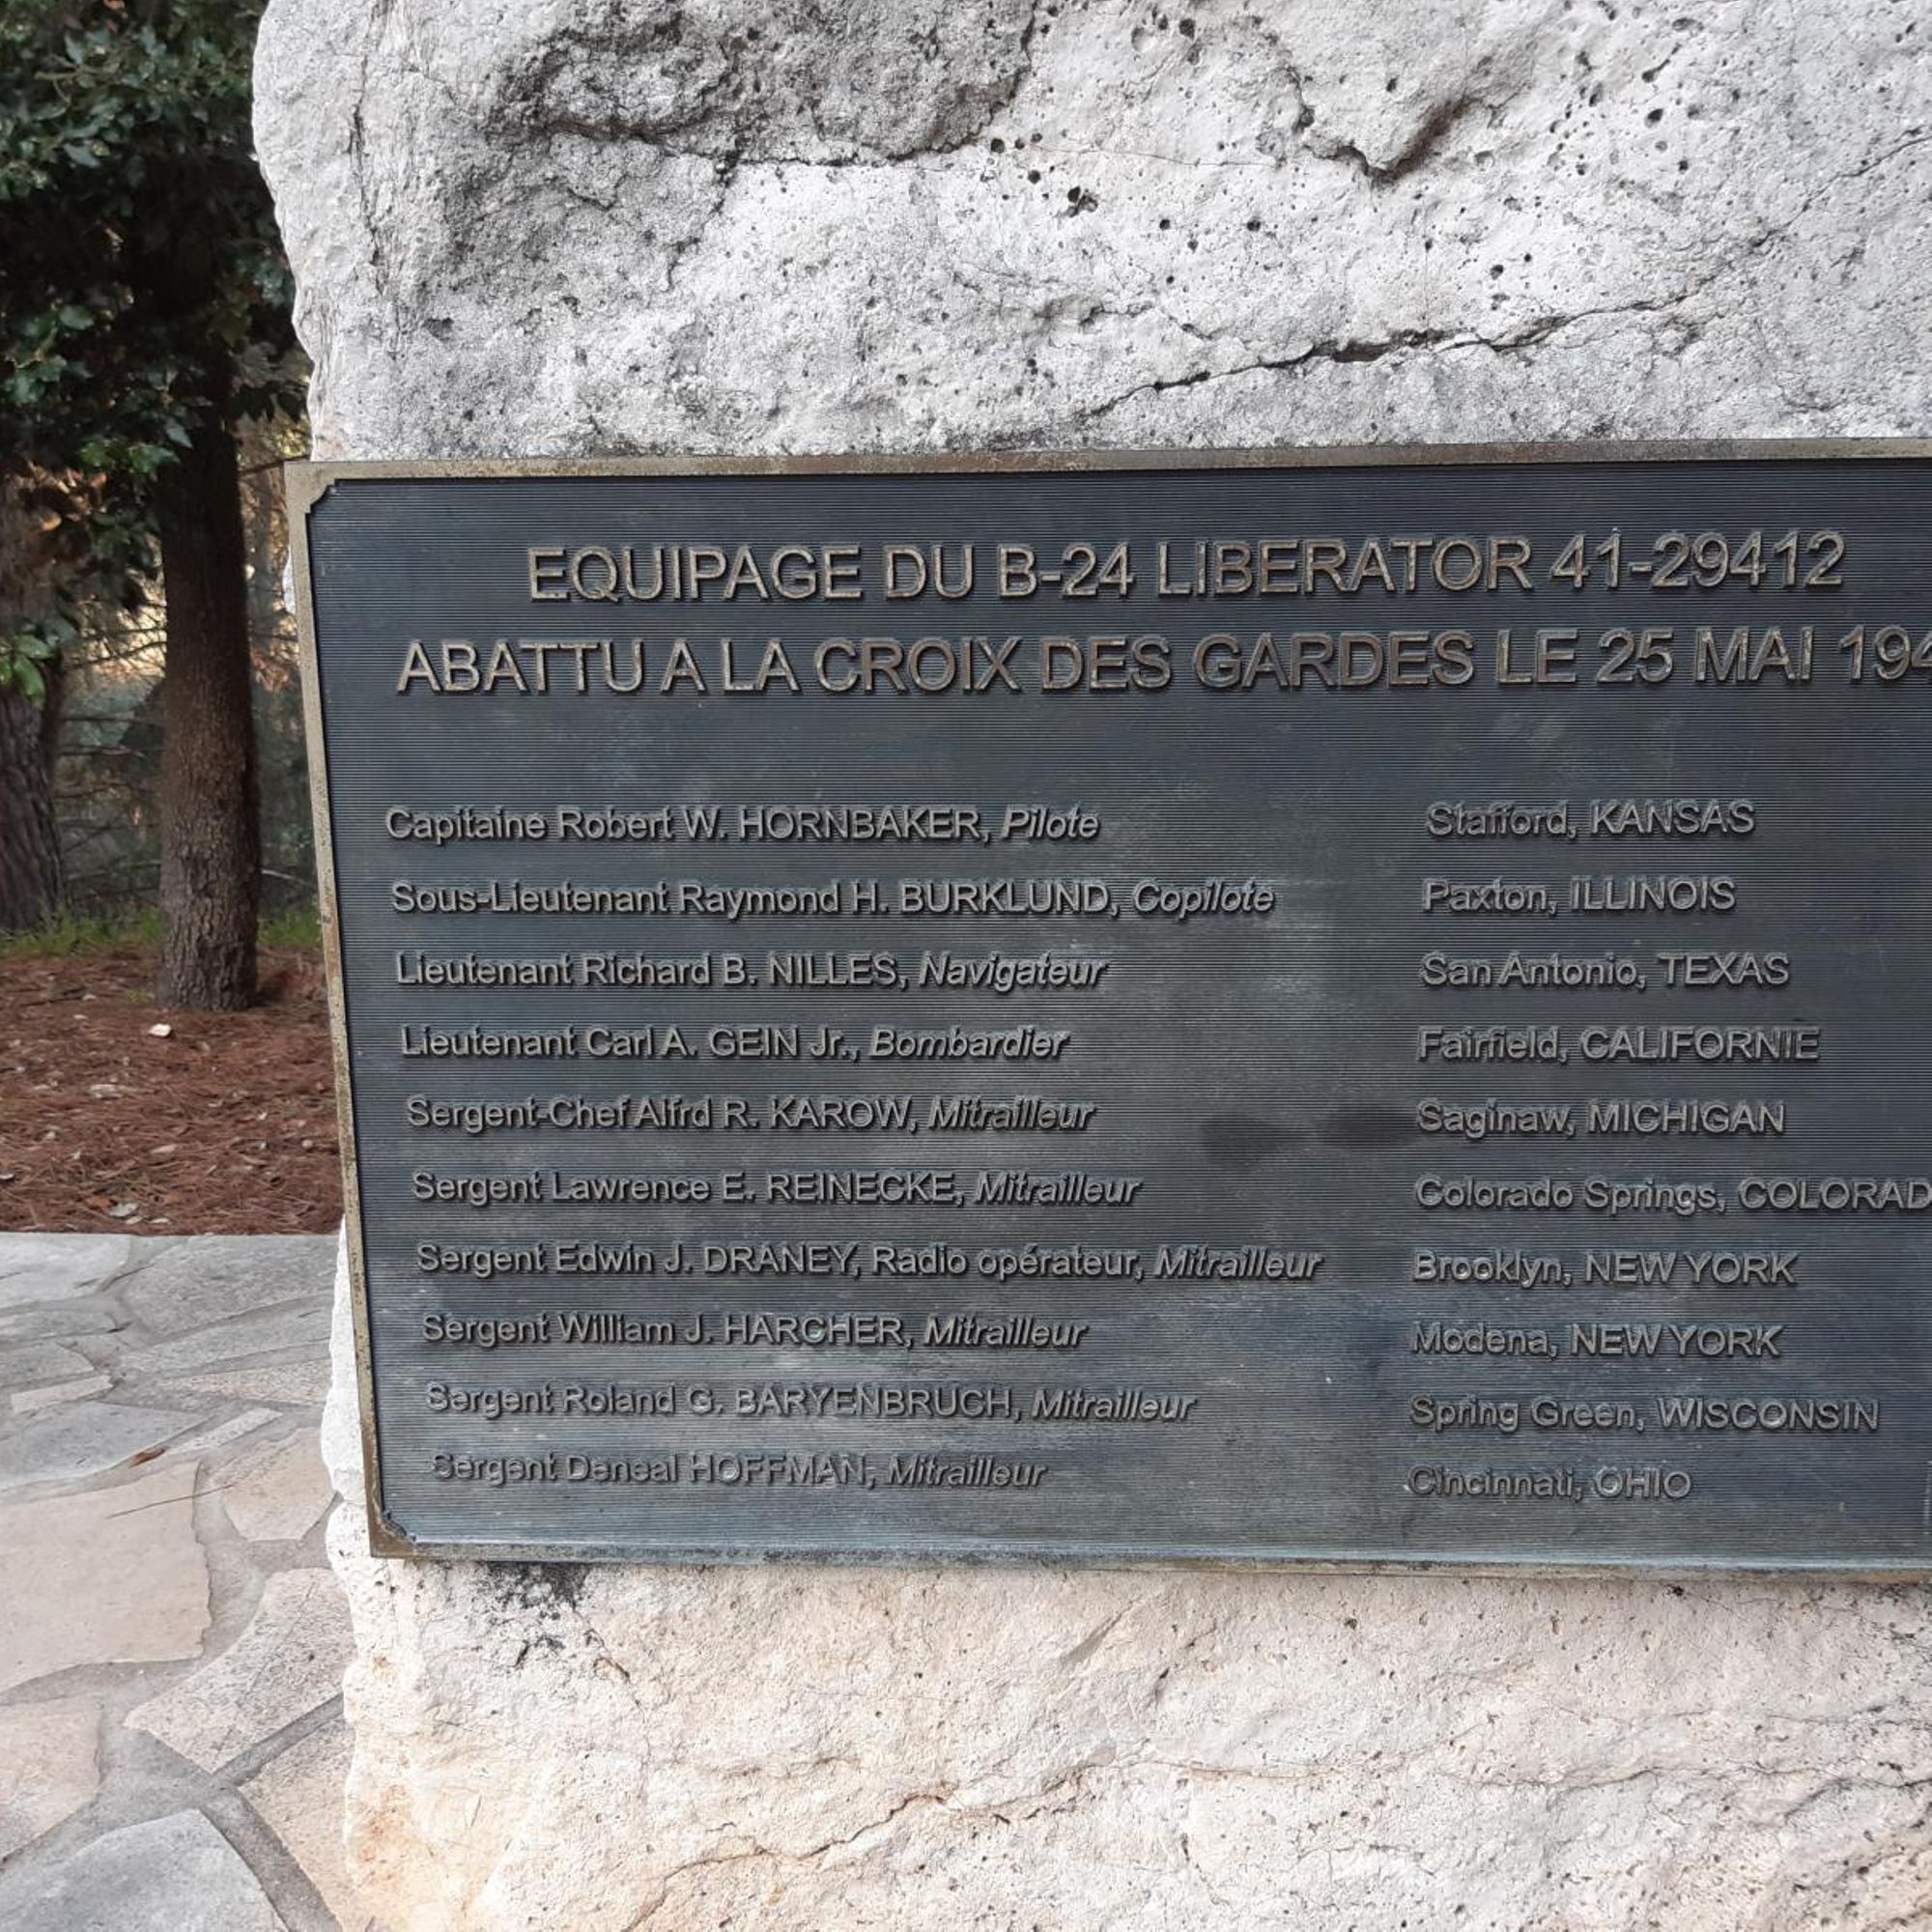 EQUIPAGE DU B-24 LIBERATOR 41-29412
ABATTU A LA CROIX DES GARDES LE 25 MAI 194
Capitaine Robert W. HORNBAKER, Pilote Stafford, KANSAS
Sous-Lieutenant Raymond H. BURKLUND, Copilote Paxton, ILLINOIS
Lieutenant Richard B. NILLES, Navigateur San Antonio, TEXAS
Lieutenant Carl A. GEIN Jr., Bombardier Fairfield, CALIFORNIE
Sergent-Chef Alfrd R. KAROW, Mitrailleur Saginaw, MICHIGAN
Sergent Lawrence E. REINECKE, Mitrailleur Colorado Springs, COLORAD
Sergent Edwin J. DRANEY, Radio opérateur, Mitrailleur Brooklyn, NEW YORK
Sergent William J. HARCHER, Mitrailleur Modena, NEW YORK
Sergent Roland G. BARYENBRUCH, Mitrailleur Spring Green, WISCONSIN
Sergent Deneal HOFFMAN, Mitrailleur Cincinnati, OHIO